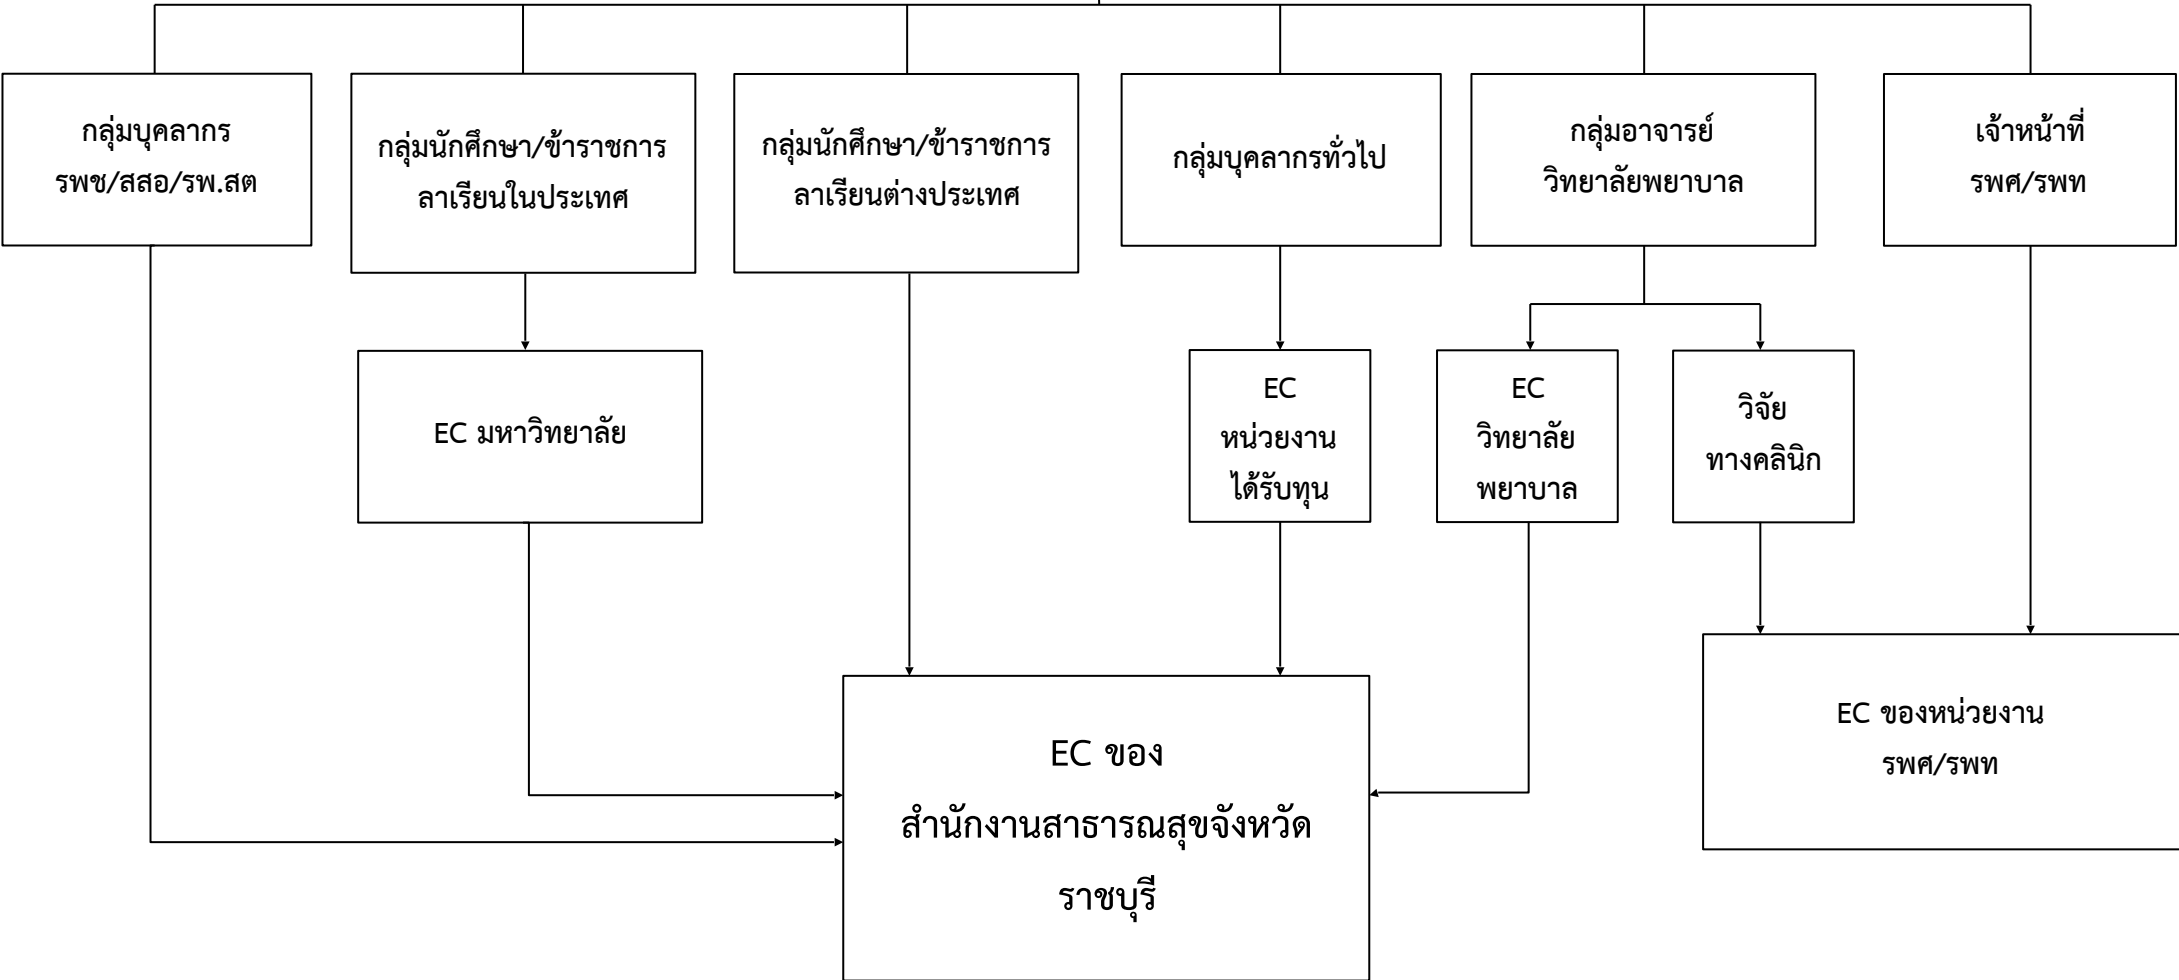 กลุ่มบุคลากร
รพช/สสอ/รพ.สต
กลุ่มนักศึกษา/ข้าราชการ
ลาเรียนในประเทศ
กลุ่มนักศึกษา/ข้าราชการ
ลาเรียนต่างประเทศ
กลุ่มบุคลากรทั่วไป
กลุ่มอาจารย์
วิทยาลัยพยาบาล
เจ้าหน้าที่
รพศ/รพท
EC มหาวิทยาลัย
EC
หน่วยงาน
ได้รับทุน
EC
วิทยาลัย
พยาบาล
วิจัย
ทางคลินิก
EC ของ
สำนักงานสาธารณสุขจังหวัด
ราชบุรี
EC ของหน่วยงาน
รพศ/รพท